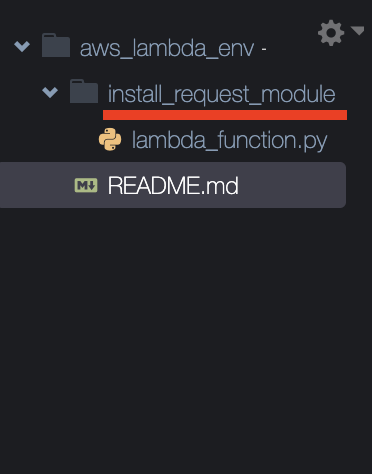 aws_lambda_env -
install_request_module
lambda_function.py
README.md